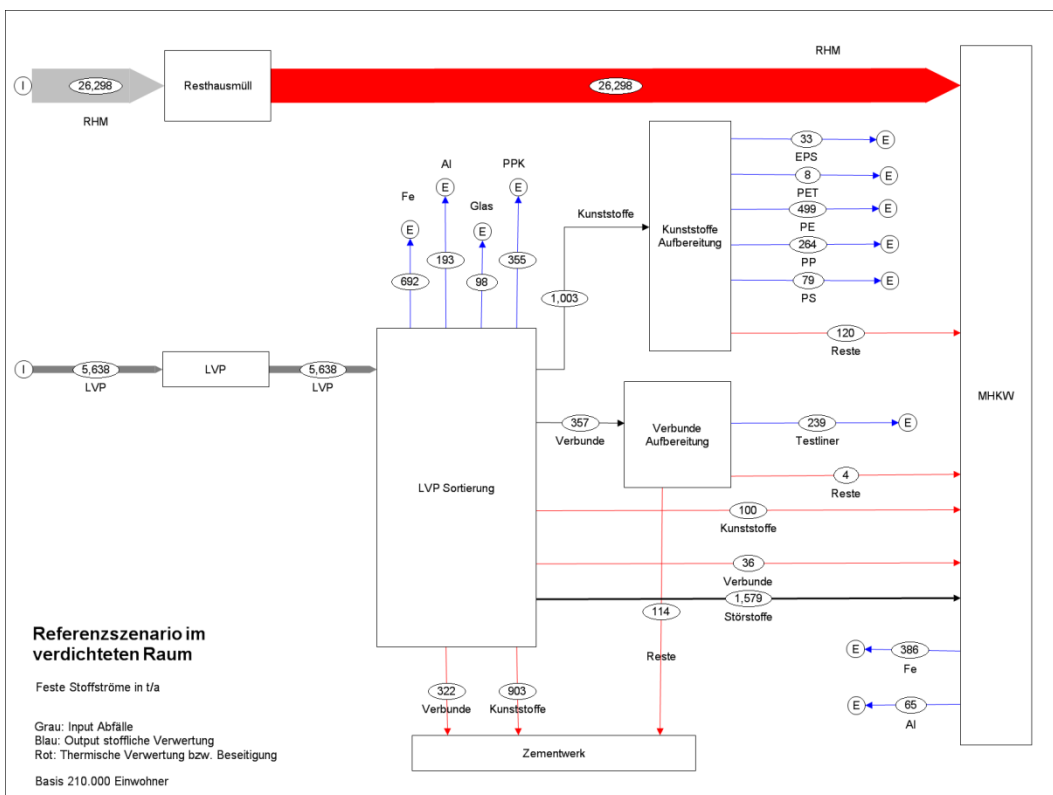 RHM
I
26,298
Resthausmüll
26,298
RHM
Al
PPK
33
E
EPS
Fe
E
E
Glas
8
E
PET
Kunststoffe
Kunststoffe
Aufbereitung
499
E
PE
E
E
264
E
PP
193
355
692
98
1,003
79
E
PS
120
Reste
I
5,638
LVP
LVP
5,638
LVP
MHKW
357
Verbunde
Verbunde
Aufbereitung
239
E
Testliner
LVP Sortierung
4
Reste
100
Kunststoffe
36
Verbunde
1,579
Störstoffe
114
Reste
Referenzszenario im
verdichteten Raum
E
386
Fe
Feste Stoffströme in t/a
322
Verbunde
903
Kunststoffe
E
65
Al
Grau: Input Abfälle
Blau: Output stoffliche Verwertung
Rot: Thermische Verwertung bzw. Beseitigung
Zementwerk
Basis 210.000 Einwohner